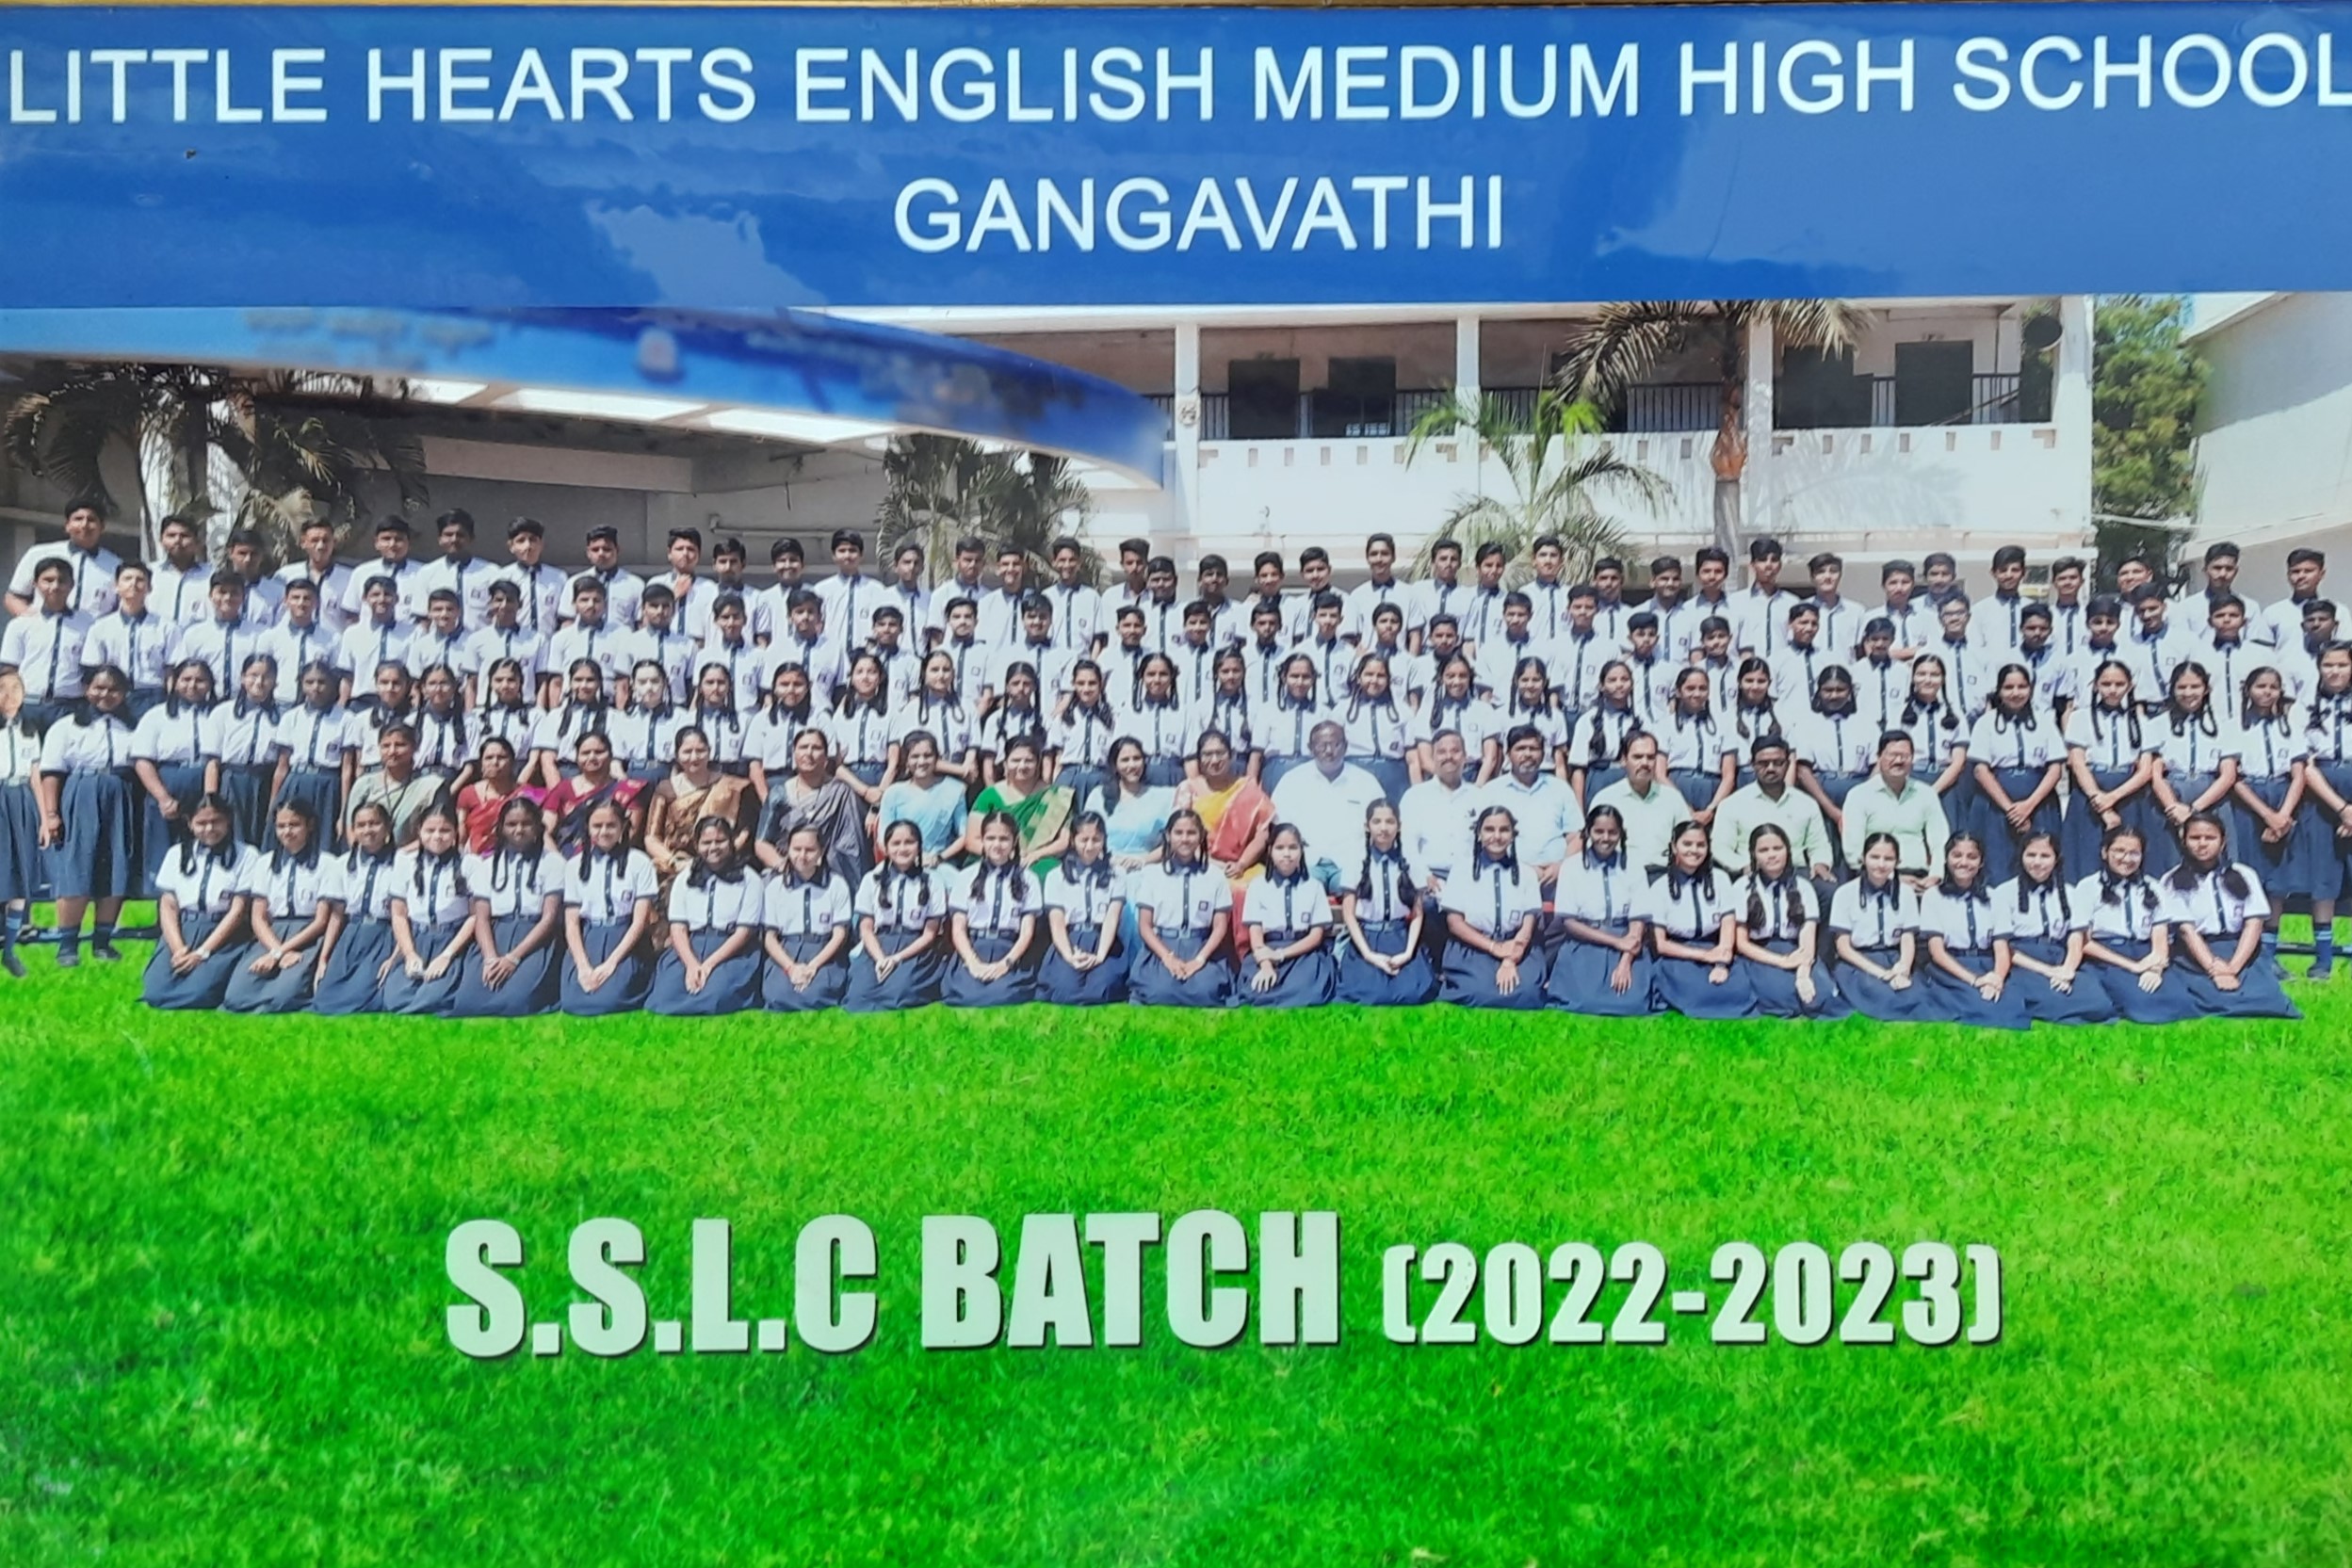 LITTLE HEARTS ENGLISH MEDIUM HIGH SCHOOL
GANGAVATHI
S.S.L.C BATCH (2022-2023)